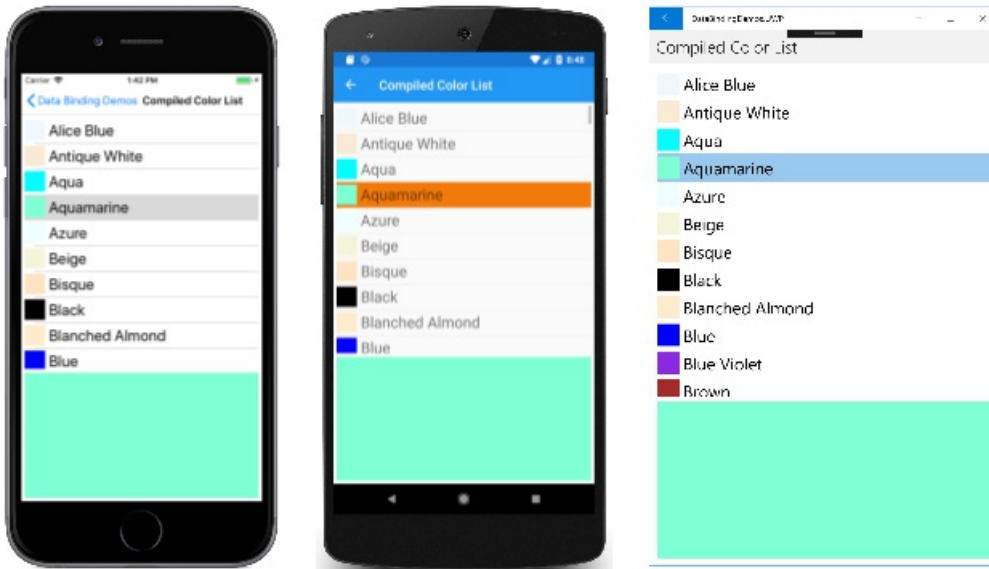 Carrier 1:42 PM
Data Binding Demos Compiled Color List
Alice Blue
Antique White
Aqua
Aquamarine
Azure
Beige
Bisque
Black
Blanched Almond
Blue
8:48
Compiled Color List
Alice Blue
Antique White
Aqua
Aquamarine
Azure
Beige
Bisque
Black
Blanched Almond
Blue
DataBindingDemos.UWP
Compiled Color List
Alice Blue
Antique White
Aqua
Aquamarine
Azure
Beige
Bisque
Black
Blanched Almond
Blue
Blue Violet
Brown